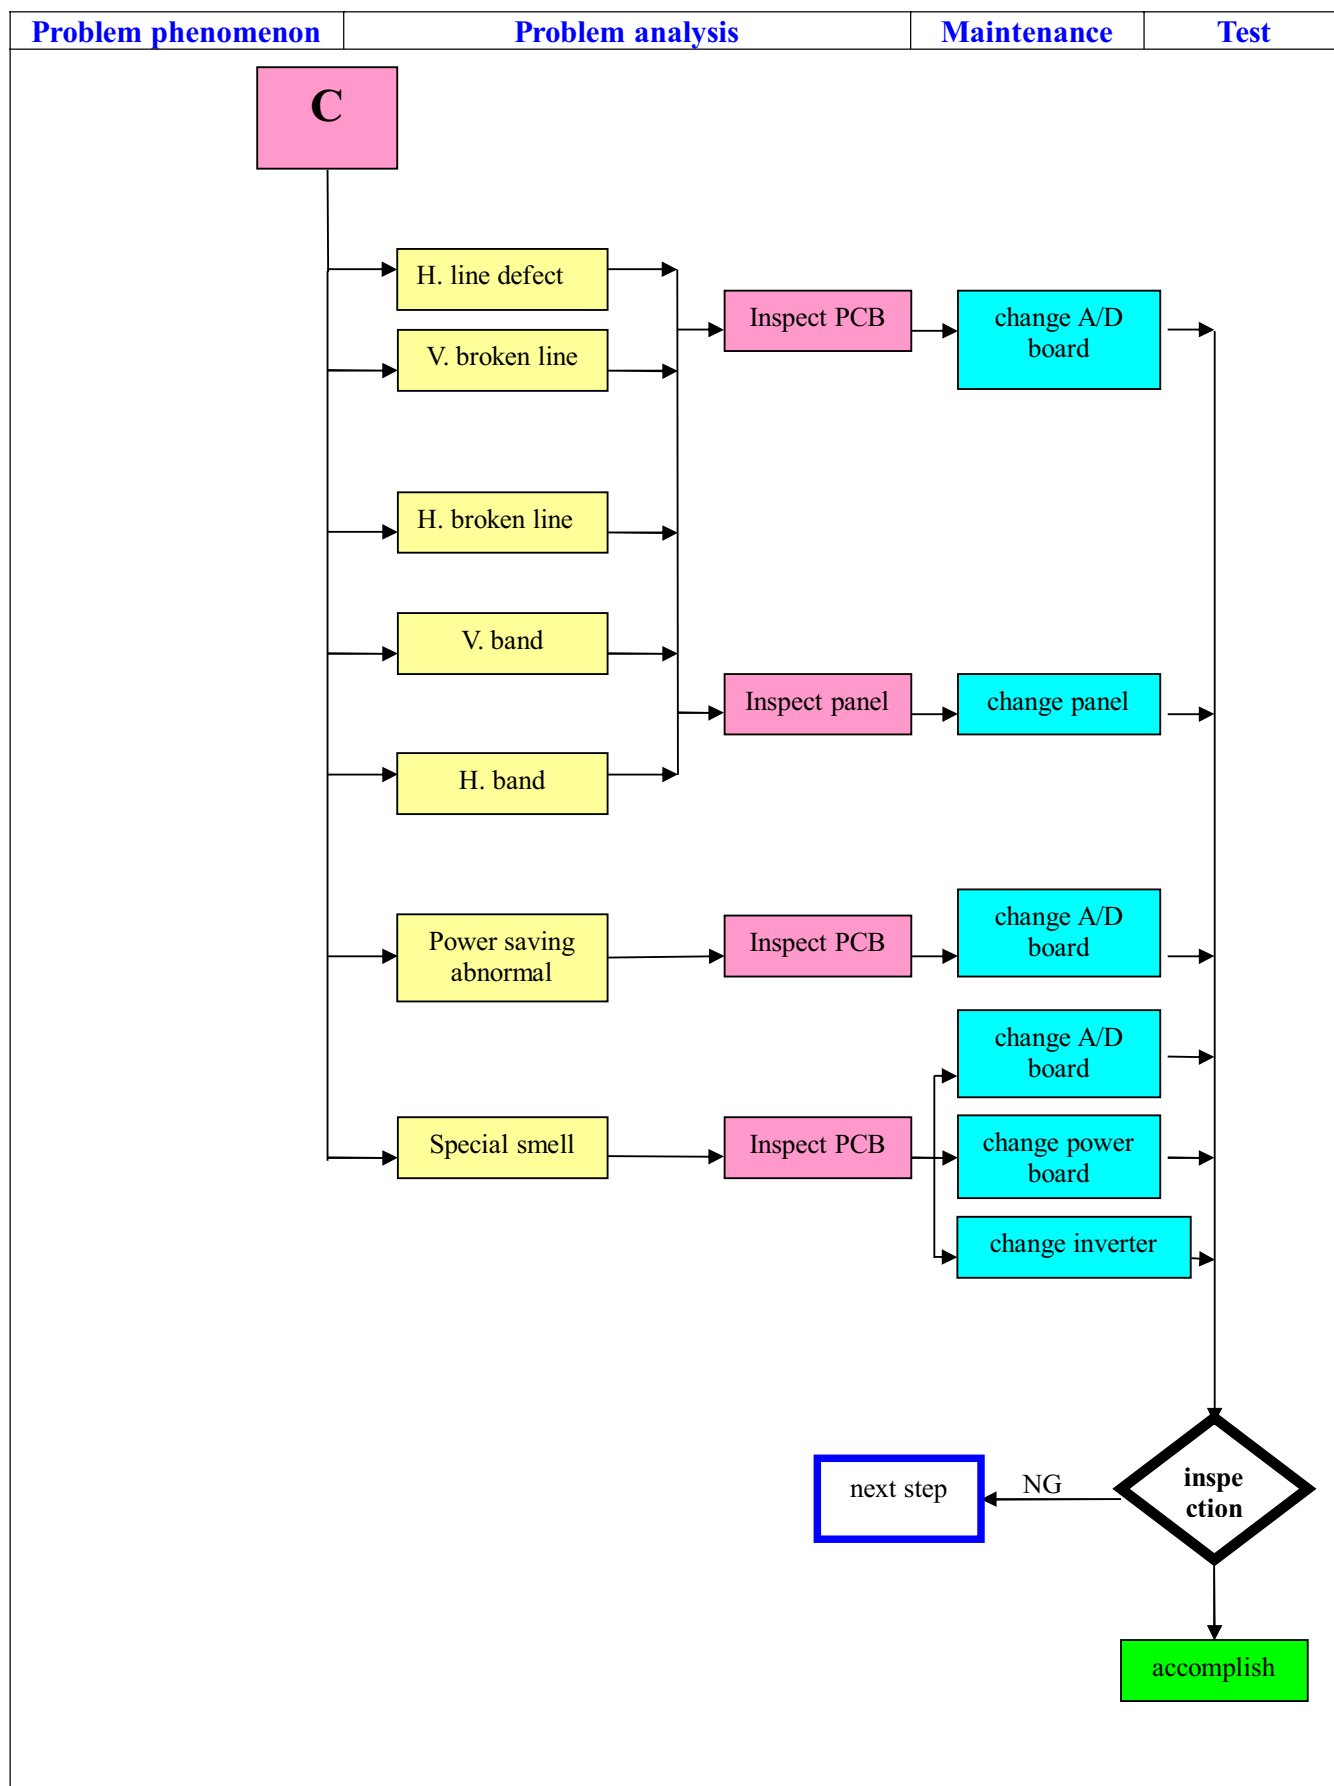 Problem phenomenon
Problem analysis
Maintenance
Test
C
H. line defect
V. broken line
H. broken line
V. band
H. band
Inspect PCB
change A/D
board
Inspect panel
change panel
Power saving
abnormal
Inspect PCB
change A/D
board
Special smell
Inspect PCB
change A/D
board
change power
board
change inverter
inspe
ction
NG
next step
accomplish